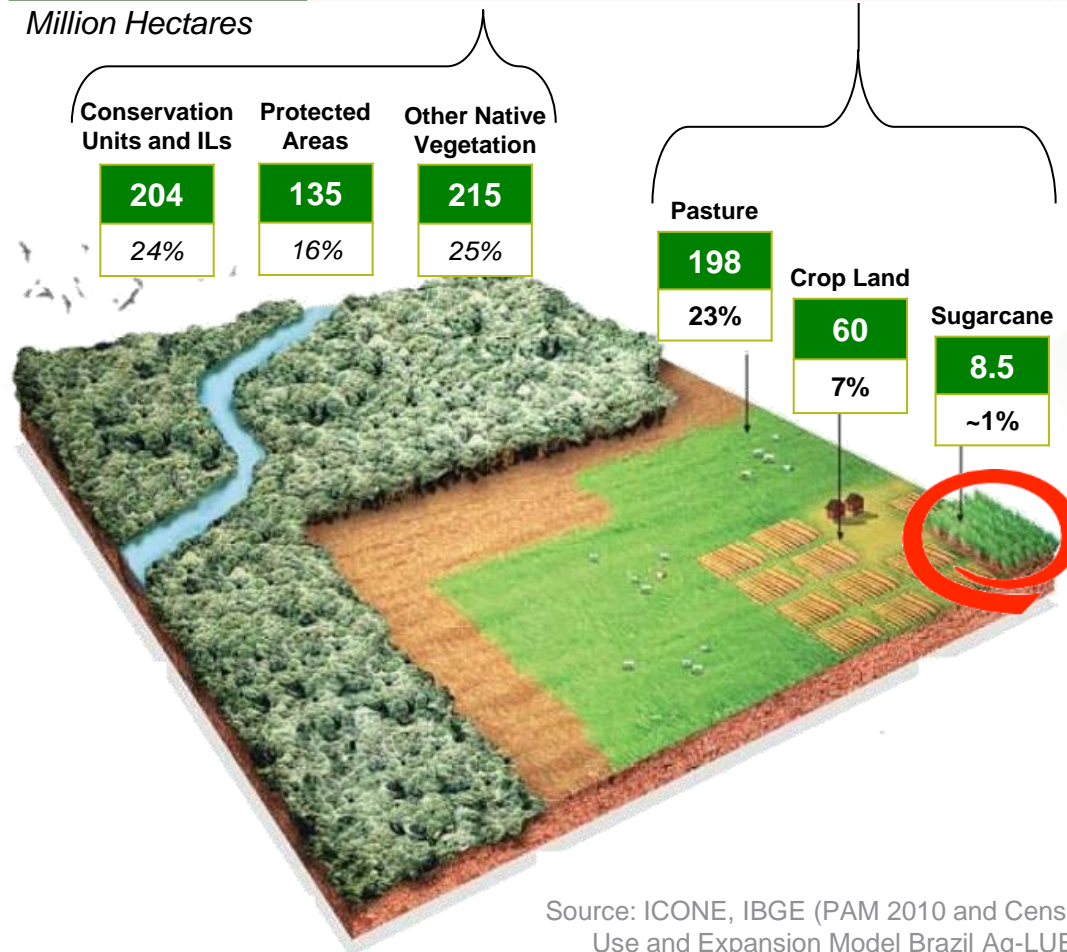 Million Hectares
Conservation
Units and ILs
204
24%
Protected
Areas
135
16%
Other Native
Vegetation
215
25%
Pasture
198
23%
Crop Land
60
7%
Sugarcane
8.5
~1%
Source: ICONE, IBGE (PAM 2010 and Cens
Use and Expansion Model Brazil Ag-LUE